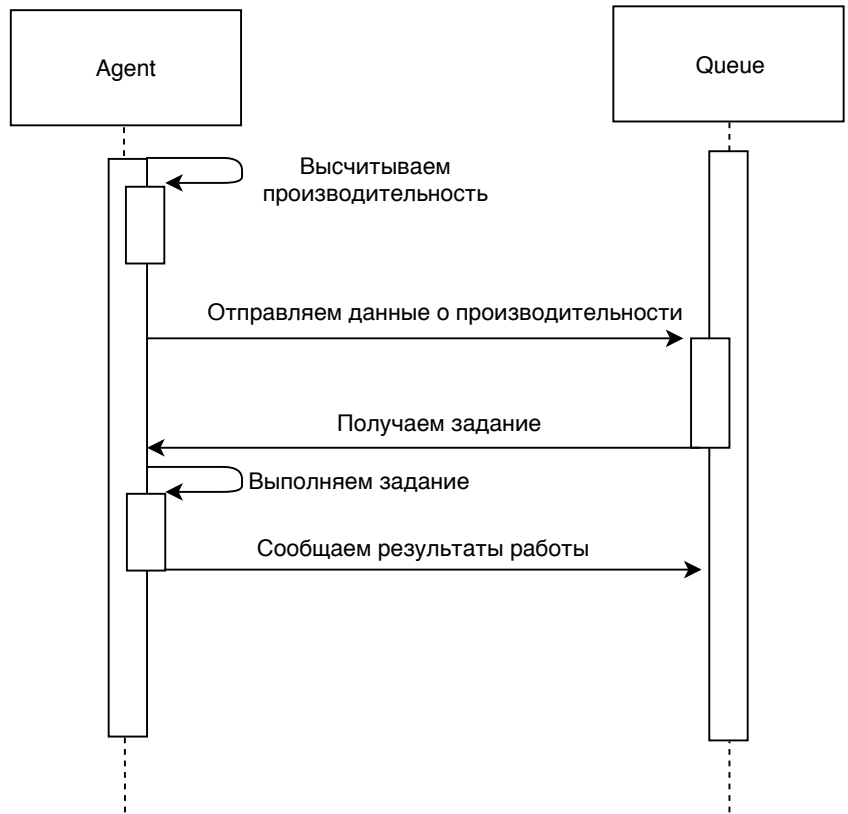 Agent
Queue
Высчитываем
производительность
Отправляем данные о производительности
Получаем задание
Выполняем задание
Сообщаем результаты работы